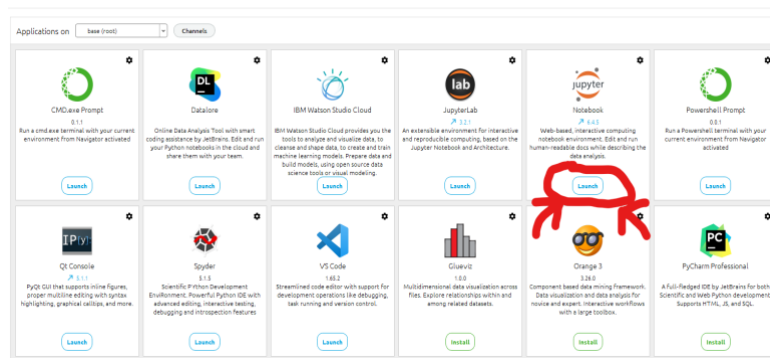 Applications on base (root) Channels
DL
lab
jupyter
CMD.exe Prompt
0.1.1
Run a cmd.exe terminal with your current
environment from Navigator activated
Launch
Datalore
Online Data Analysis Tool with smart
coding assistance by JetBrains. Edit and run
your Python notebooks in the cloud and
share them with your team.
Launch
IBM Watson Studio Cloud
IBM Watson Studio Cloud provides you the
tools to analyze and visualize data, to
cleanse and shape data, to create and train
machine learning models. Prepare data and
build models, using open source data
science tools or visual modeling.
Launch
JupyterLab
3.2.1
An extensible environment for interactive
and reproducible computing, based on the
Jupyter Notebook and Architecture.
Launch
Notebook
6.4.5
Web-based, interactive computing
notebook environment. Edit and run
human-readable docs while describing the
data analysis.
Launch
Powershell Prompt
0.0.1
Run a Powershell terminal with your
current environment from Navigator
activated
Launch
IP[y]:
Qt Console
5.1.1
PyQt GUI that supports inline figures,
proper multiline editing with syntax
highlighting, graphical calltips, and more.
Launch
Spyder
5.1.5
Scientific PYthon Development
EnviRonment. Powerful Python IDE with
advanced editing, interactive testing,
debugging and introspection features
Launch
VS Code
1.65.2
Streamlined code editor with support for
development operations like debugging,
task running and version control.
Launch
Glueviz
1.0.0
Multidimensional data visualization across
files. Explore relationships within and
among related datasets.
Install
Orange 3
3.26.0
Component based data mining framework.
Data visualization and data analysis for
novice and expert. Interactive workflows
with a large toolbox.
Install
PC
PyCharm Professional
A full-fledged IDE by JetBrains for both
Scientific and Web Python development.
Supports HTML, JS, and SQL.
Install